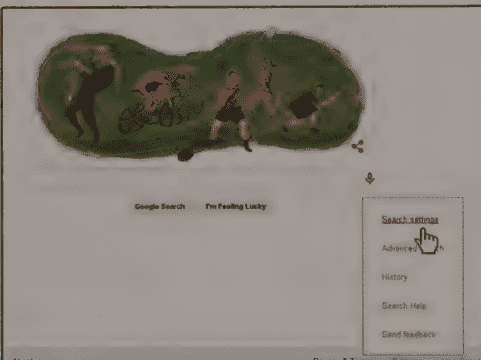 Google Search I'm Feeling Lucky
Search settings
Advanced
History
Search Help
Send feedback